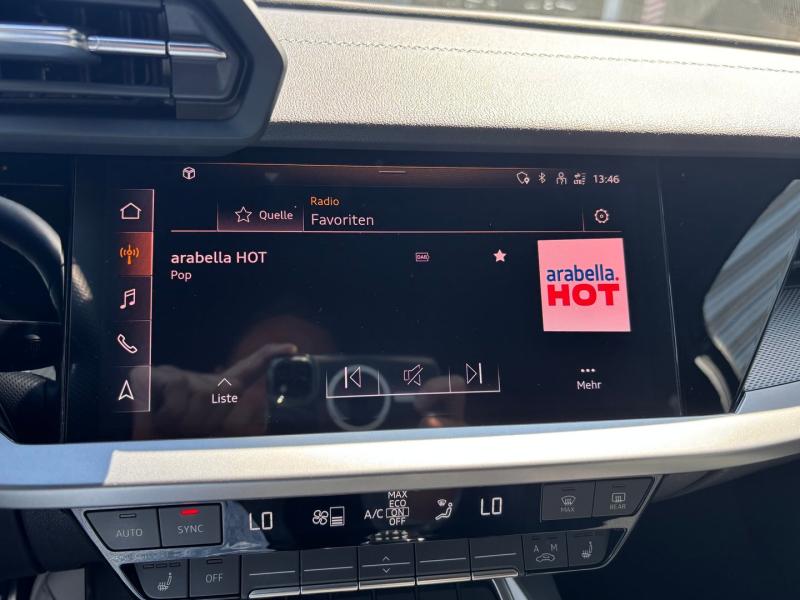 LTE 13:46
Quelle
Radio
Favoriten
arabella HOT
DAB
Pop
arabella.
HOT
Liste
Mehr
AUTO
SYNC
LO
A/C
MAX
ECO
ON
OFF
LO
MAX
REAR
OFF
A M